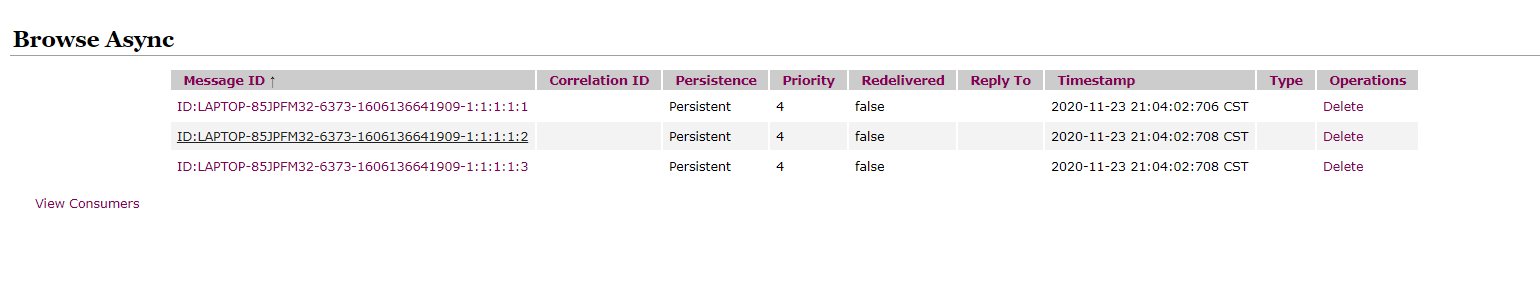 Browse Async
Message ID ↑ Correlation ID Persistence Priority Redelivered Reply To Timestamp Type Operations
ID:LAPTOP-85JPFM32-6373-1606136641909-1:1:1:1:1 Persistent 4 false 2020-11-23 21:04:02:706 CST Delete
ID:LAPTOP-85JPFM32-6373-1606136641909-1:1:1:1:2 Persistent 4 false 2020-11-23 21:04:02:708 CST Delete
ID:LAPTOP-85JPFM32-6373-1606136641909-1:1:1:1:3 Persistent 4 false 2020-11-23 21:04:02:708 CST Delete
View Consumers